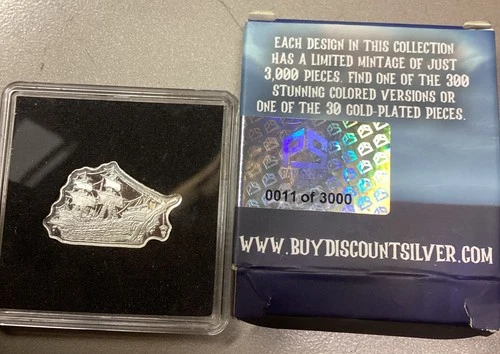 EACH DESIGN IN THIS COLLECTION
HAS A LIMITED MINTAGE OF JUST
3,000 PIECES. FIND ONE OF THE 300
STUNNING COLORED VERSIONS OR
ONE OF THE 30 GOLD-PLATED PIECES.
PS
0011 of 3000
WWW.BUYDISCOUNTSILVER.COM